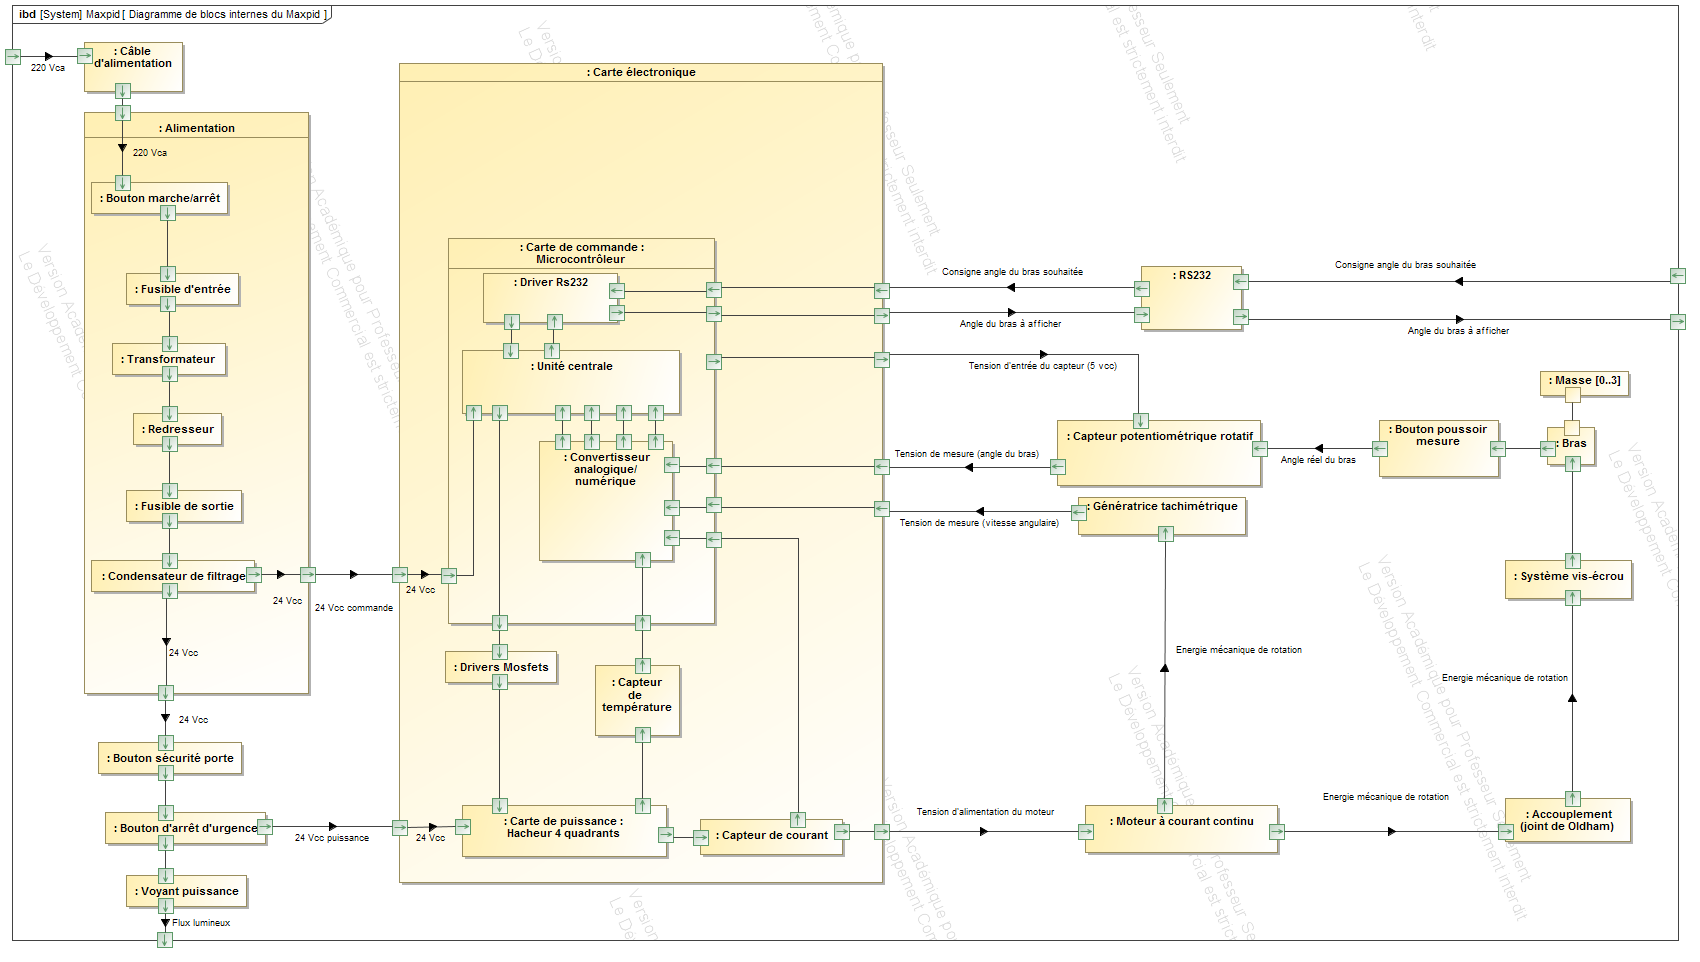 ibd [System] Maxpid [ Diagramme de blocs internes du Maxpid ]
220 Vca
: Câble
d'alimentation
: Alimentation
220 Vca
: Bouton marche/arrêt
: Fusible d'entrée
: Transformateur
: Redresseur
: Fusible de sortie
: Condensateur de filtrage
24 Vcc
24 Vcc commande
24 Vcc
24 Vcc
24 Vcc
: Bouton sécurité porte
: Bouton d'arrêt d'urgence
24 Vcc puissance
24 Vcc
: Voyant puissance
Flux lumineux
: Carte électronique
: Carte de commande :
Microcontrôleur
: Driver Rs232
: Unité centrale
: Convertisseur
analogique/
numérique
: Drivers Mosfets
: Capteur
de
température
: Carte de puissance :
Hacheur 4 quadrants
: Capteur de courant
Consigne angle du bras souhaitée
Angle du bras à afficher
: RS232
Consigne angle du bras souhaitée
Angle du bras à afficher
Tension d'entrée du capteur (5 vcc)
: Capteur potentiométrique rotatif
Tension de mesure (angle du bras)
Angle réel du bras
: Bouton poussoir
mesure
: Masse [0..3]
: Bras
: Génératrice tachimétrique
Tension de mesure (vitesse angulaire)
: Système vis-écrou
Energie mécanique de rotation
Energie mécanique de rotation
Tension d'alimentation du moteur
: Moteur à courant continu
Energie mécanique de rotation
: Accouplement
(joint de Oldham)